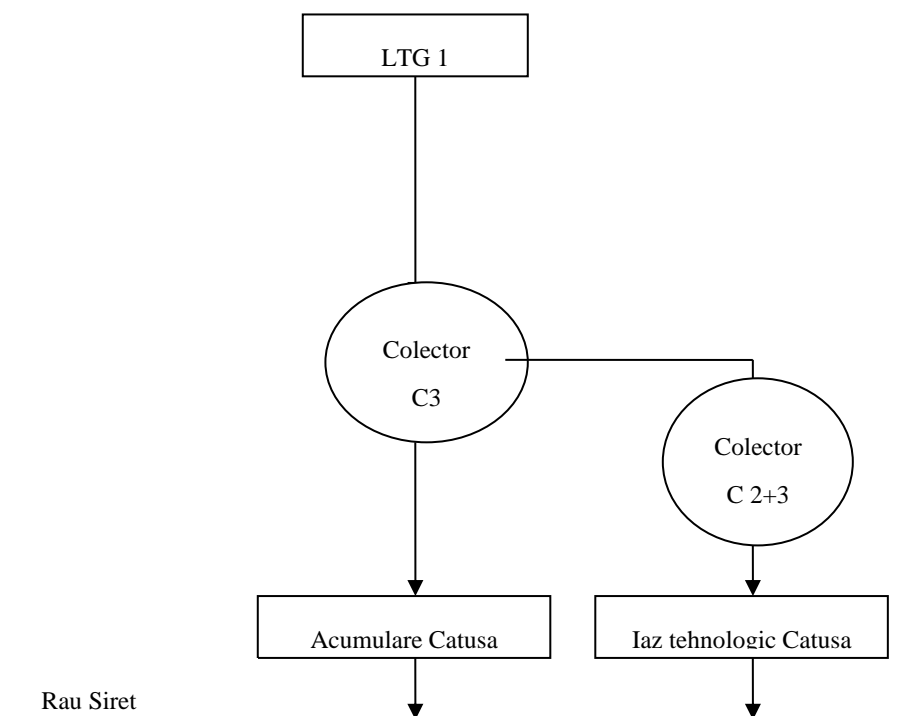 LTG 1
Colector
C3
Colector
C 2+3
Acumulare Catusa
Iaz tehnologic Catusa
Rau Siret